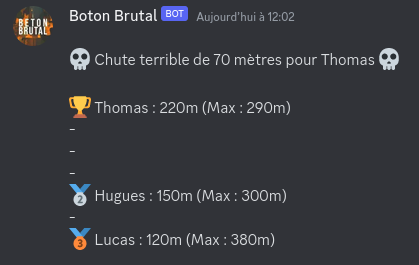 BETON
BRUTAL
Boton Brutal BOT Aujourd'hui à 12:02
💀 Chute terrible de 70 mètres pour Thomas 💀
🏆 Thomas : 220m (Max : 290m)
-
-
-
🥈 Hugues : 150m (Max : 300m)
-
🥉 Lucas : 120m (Max : 380m)